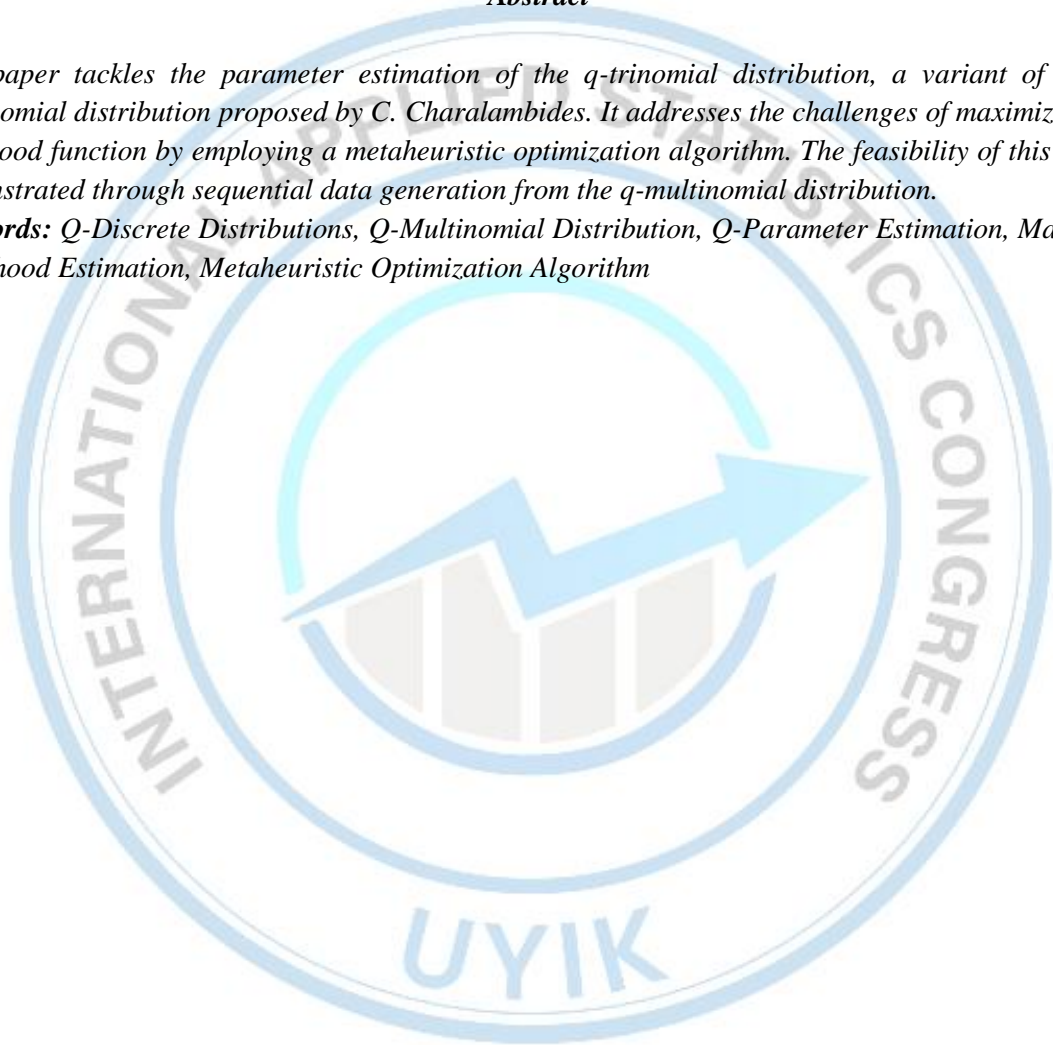 Abstract
paper tackles the parameter estimation of the q-trinomial distribution, a variant of
nomial distribution proposed by C. Charalambides. It addresses the challenges of maximiz
ood function by employing a metaheuristic optimization algorithm. The feasibility of this
nstrated through sequential data generation from the q-multinomial distribution.
ords: Q-Discrete Distributions, Q-Multinomial Distribution, Q-Parameter Estimation, Ma
hood Estimation, Metaheuristic Optimization Algorithm
INTERNATIONAL APPLIED STATISTICS CONGRESS
UYIK